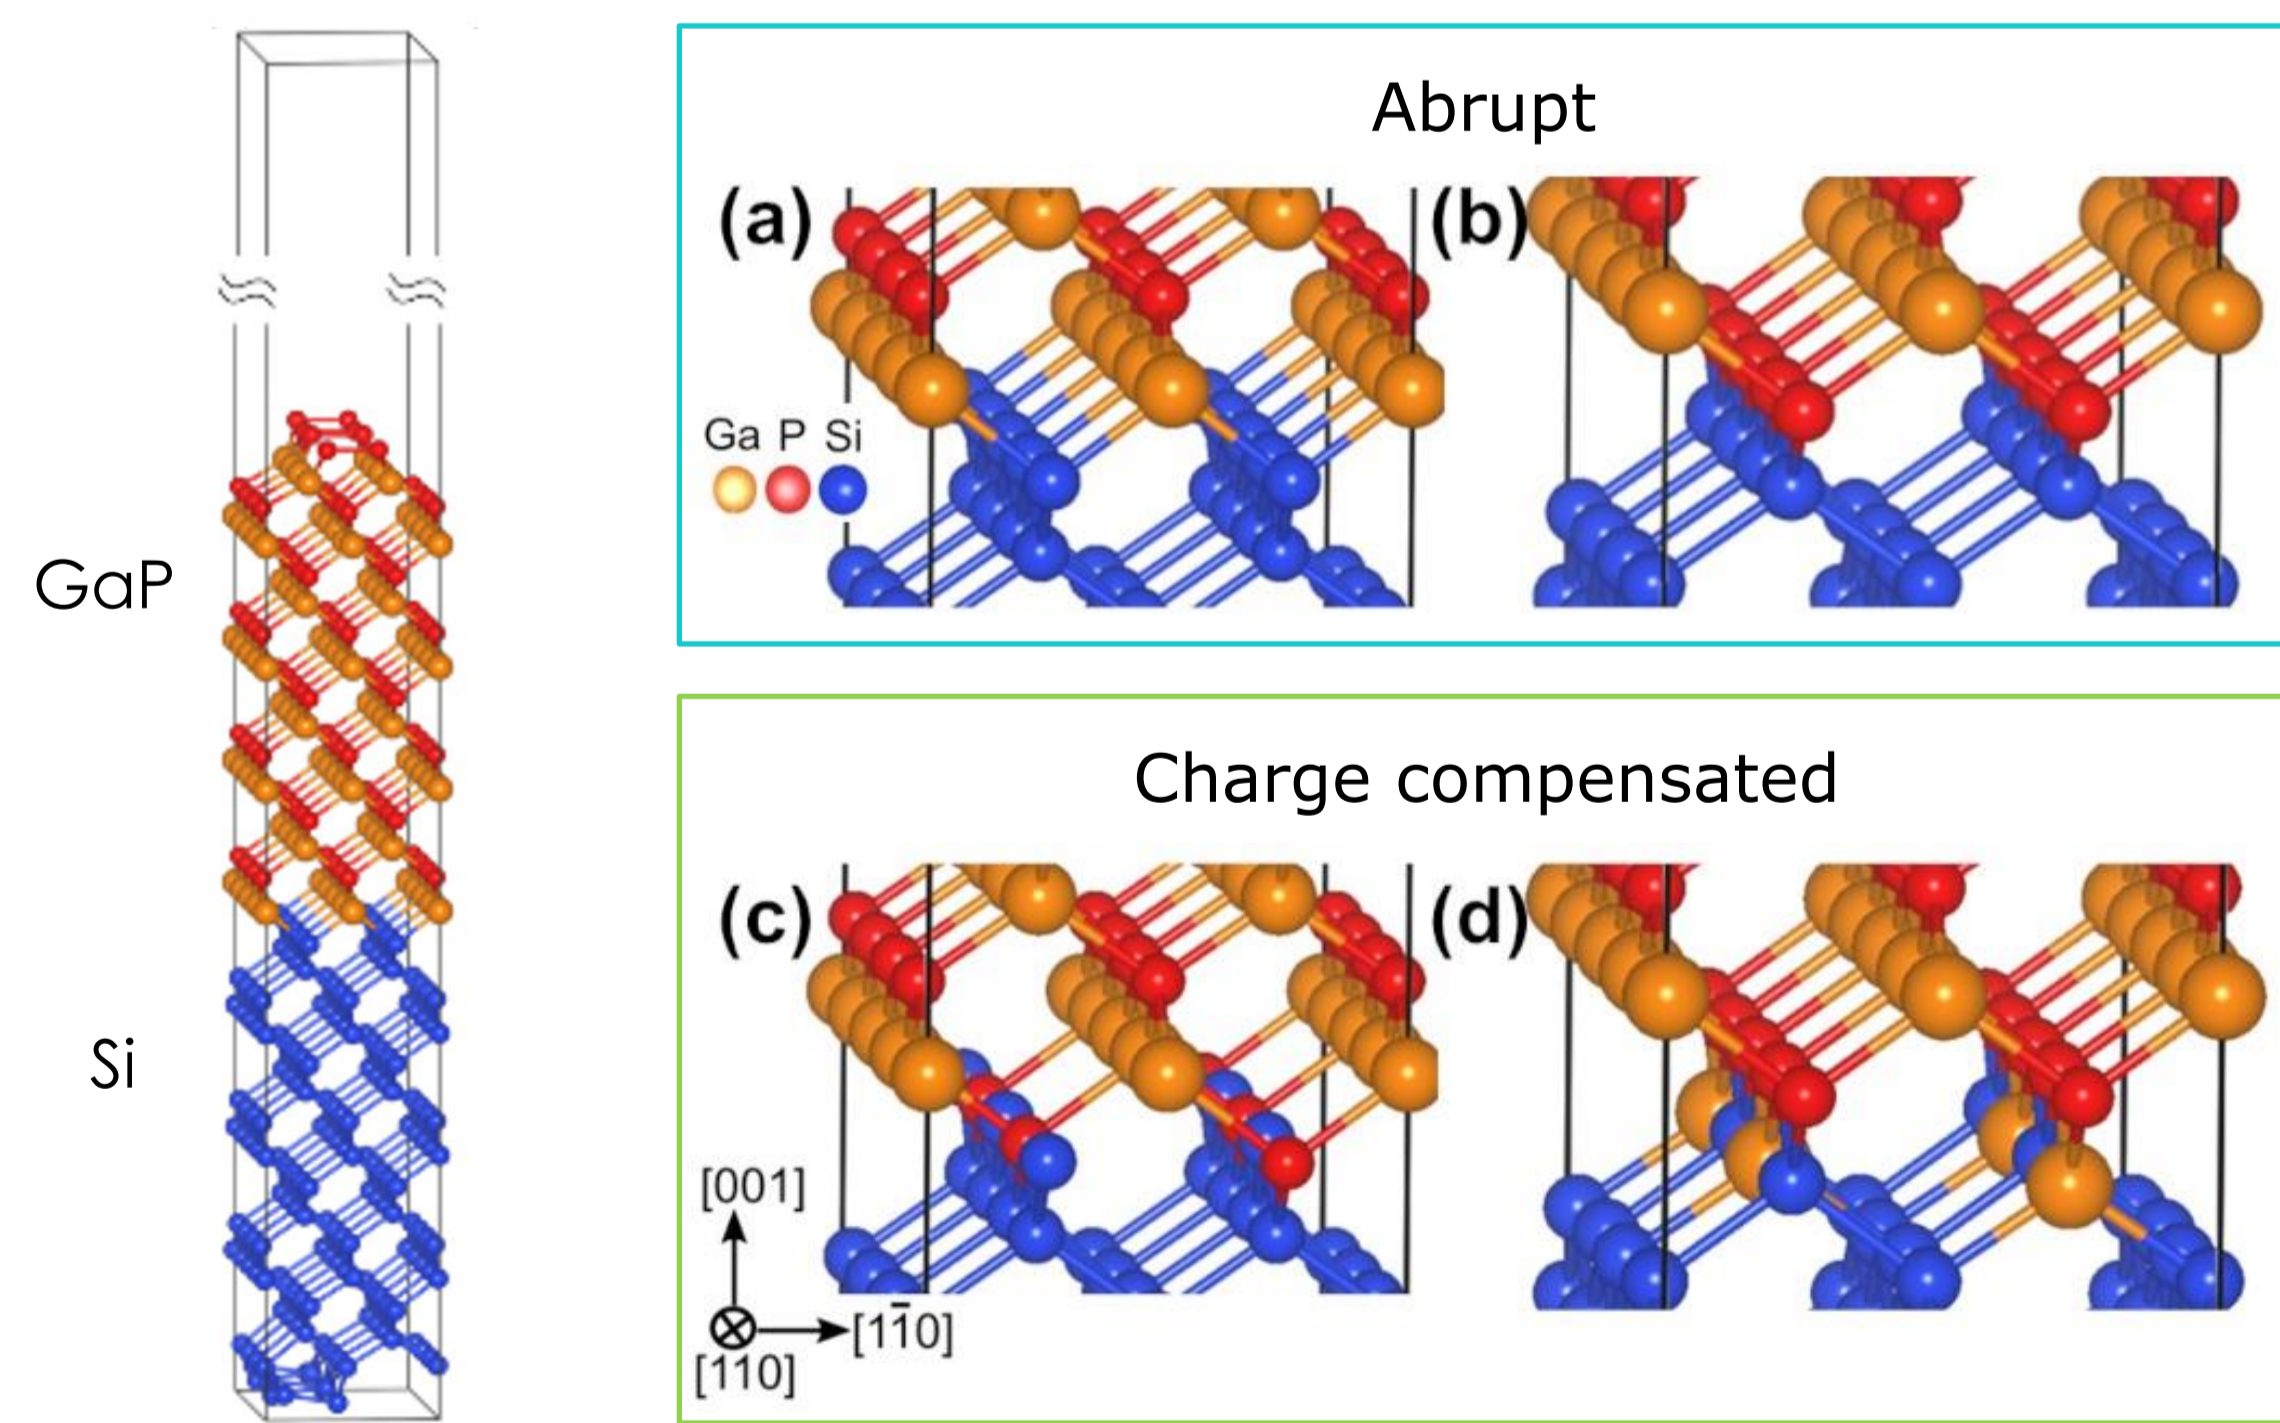 GaP
Si
Abrupt
(a)
(b)
Ga P Si
Charge compensated
(c)
(d)
[001]
[11̅0]
[110]